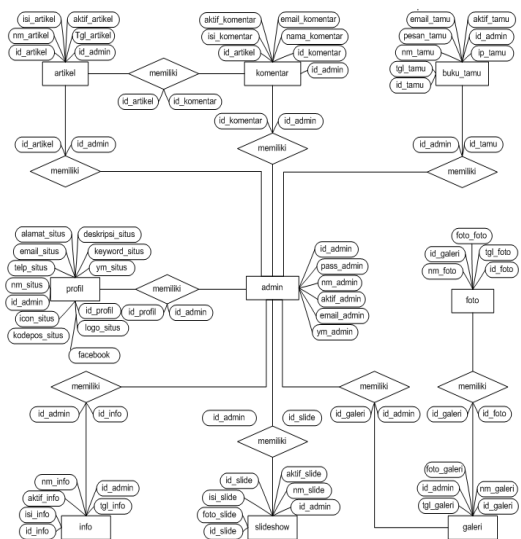 isi_artikel
aktif_artikel
nm_artikel
Tgl_artikel
id_artikel
id_admin
artikel
memiliki
id_artikel
id_komentar
aktif_komentar
email_komentar
isi_komentar
nama_komentar
id_artikel
id_komentar
id_admin
komentar
email_tamu
aktif_tamu
pesan_tamu
id_admin
nm_tamu
ip_tamu
tgl_tamu
id_tamu
buku_tamu
id_artikel
id_admin
memiliki
id_komentar
id_admin
memiliki
id_admin
id_tamu
memiliki
alamat_situs
deskripsi_situs
email_situs
keyword_situs
telp_situs
ym_situs
nm_situs
profil
id_admin
id_profil
icon_situs
logo_situs
kodepos_situs
facebook
memiliki
id_profil
id_admin
admin
id_admin
pass_admin
nm_admin
aktif_admin
email_admin
ym_admin
foto_foto
id_galeri
tgl_foto
nm_foto
id_foto
foto
memiliki
id_admin
id_info
id_admin
id_slide
memiliki
memiliki
id_galeri
id_admin
memiliki
id_galeri
id_foto
nm_info
id_admin
aktif_info
tgl_info
isi_info
id_info
info
id_slide
aktif_slide
isi_slide
nm_slide
foto_slide
id_admin
id_slide
slideshow
foto_galeri
id_admin
nm_galeri
tgl_galeri
id_galeri
galeri